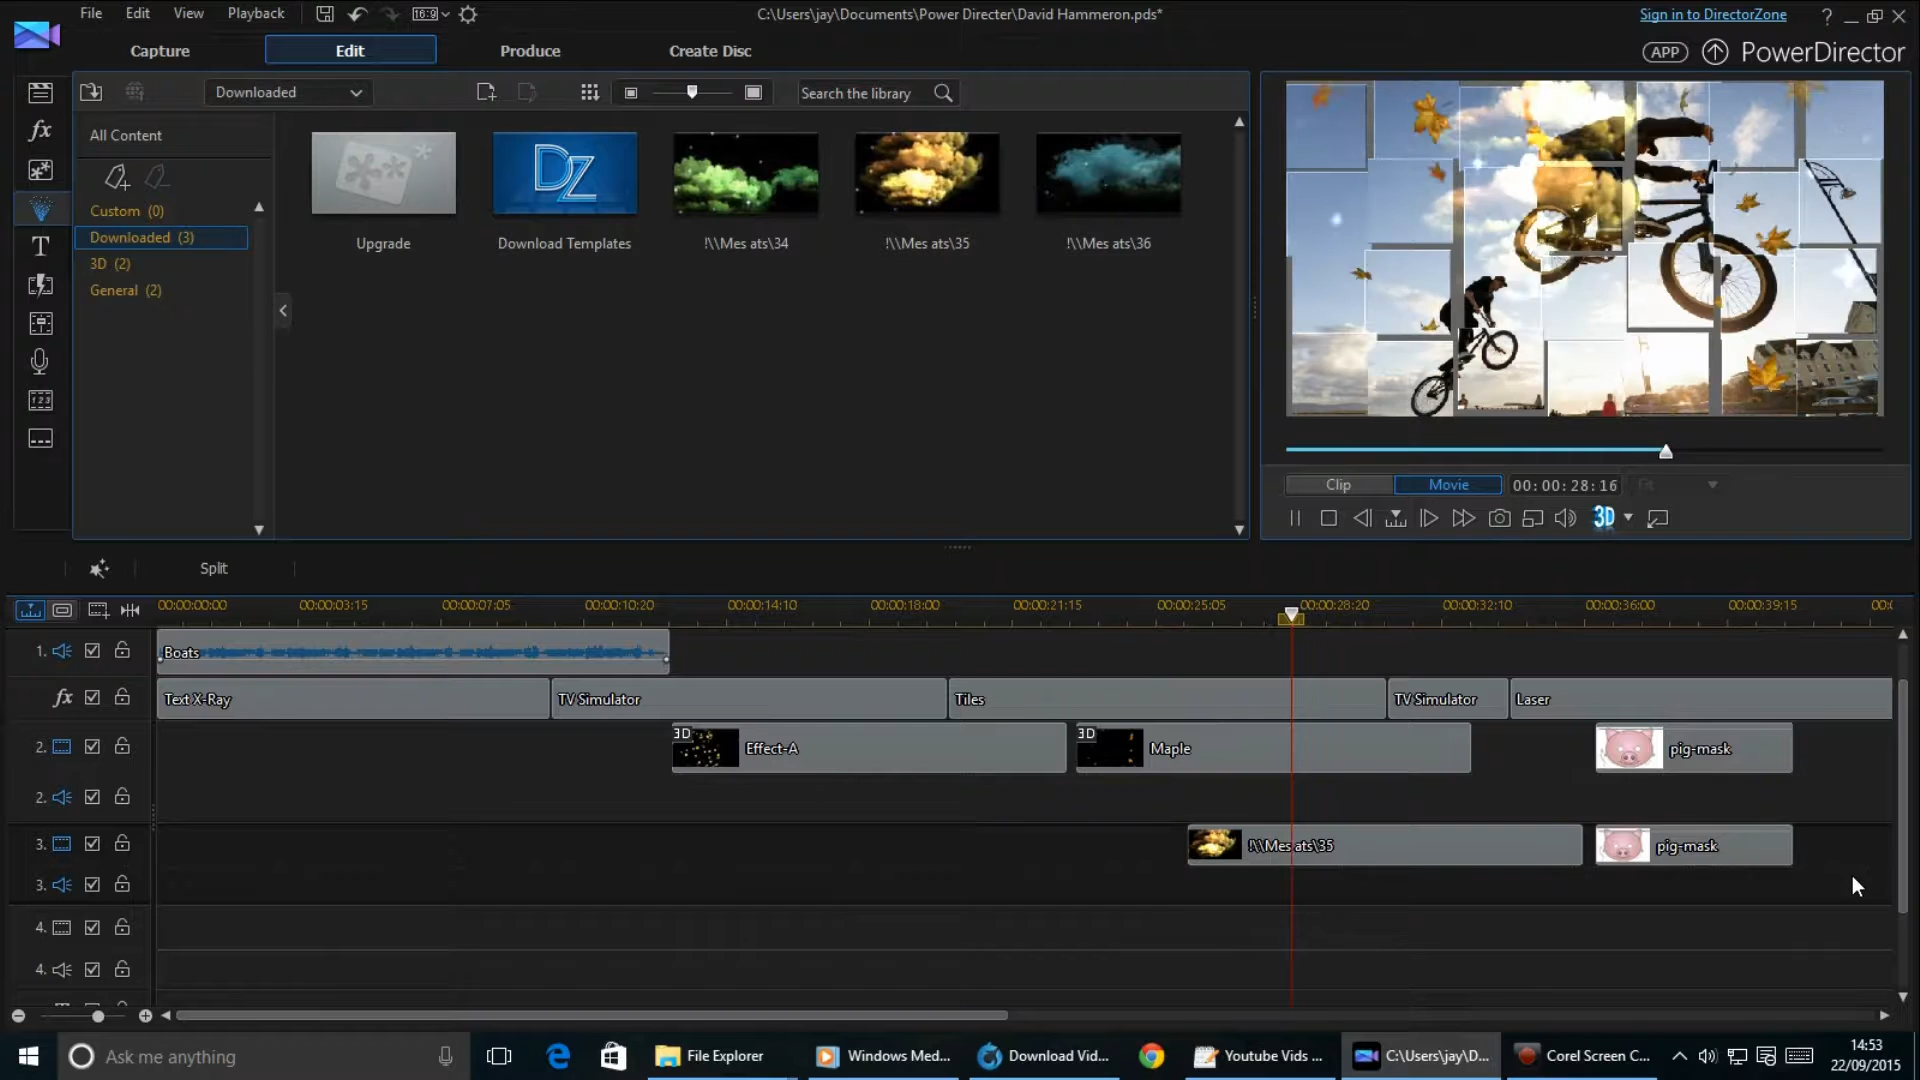 File Edit View Playback 16:9 C:\Users\jay\Documents\Power Directer\David Hammeron.pds* Sign in to DirectorZone ?
Capture Edit Produce Create Disc APP PowerDirector
Downloaded Search the library
fx All Content
Custom (0)
Downloaded (3)
3D (2)
General (2)
T
123
DZ
Upgrade Download Templates !\\Mes ats\34 !\\Mes ats\35 !\\Mes ats\36
Clip Movie 00:00:28:16 Fit
3D
Split
00:00:00:00 00:00:03:15 00:00:07:05 00:00:10:20 00:00:14:10 00:00:18:00 00:00:21:15 00:00:25:05 00:00:28:20 00:00:32:10 00:00:36:00 00:00:39:15
1. Boats
fx Text X-Ray TV Simulator Tiles TV Simulator Laser
2. 3D Effect-A 3D Maple pig-mask
2.
3. !\\Mes ats\35 pig-mask
3.
4.
4.
Ask me anything File Explorer Windows Med... Download Vid... Youtube Vids ... C:\Users\jay\D... Corel Screen C... 14:53
22/09/2015